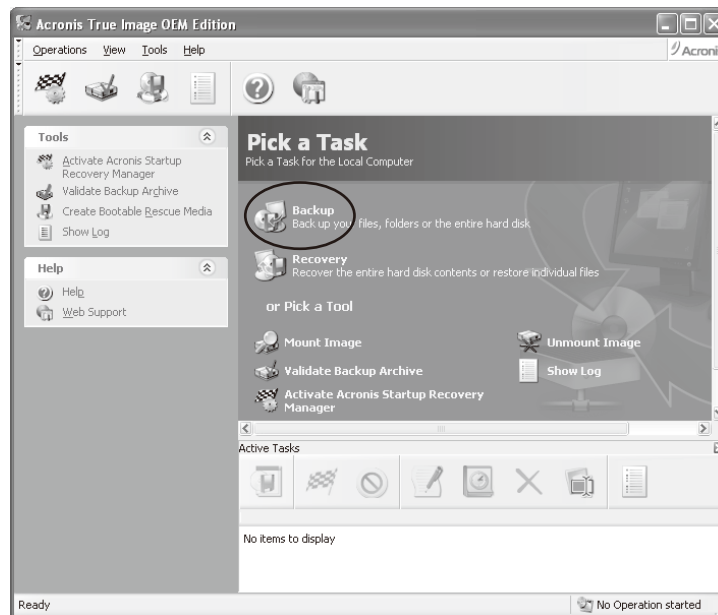 Acronis True Image OEM Edition
Operations View Tools Help
Acroni
Tools
Activate Acronis Startup
Recovery Manager
Validate Backup Archive
Create Bootable Rescue Media
Show Log
Help
Help
Web Support
Pick a Task
Pick a Task for the Local Computer
Backup
Back up your files, folders or the entire hard disk
Recovery
Recover the entire hard disk contents or restore individual files
or Pick a Tool
Mount Image
Unmount Image
Validate Backup Archive
Show Log
Activate Acronis Startup Recovery
Manager
Active Tasks
No items to display
Ready
No Operation started